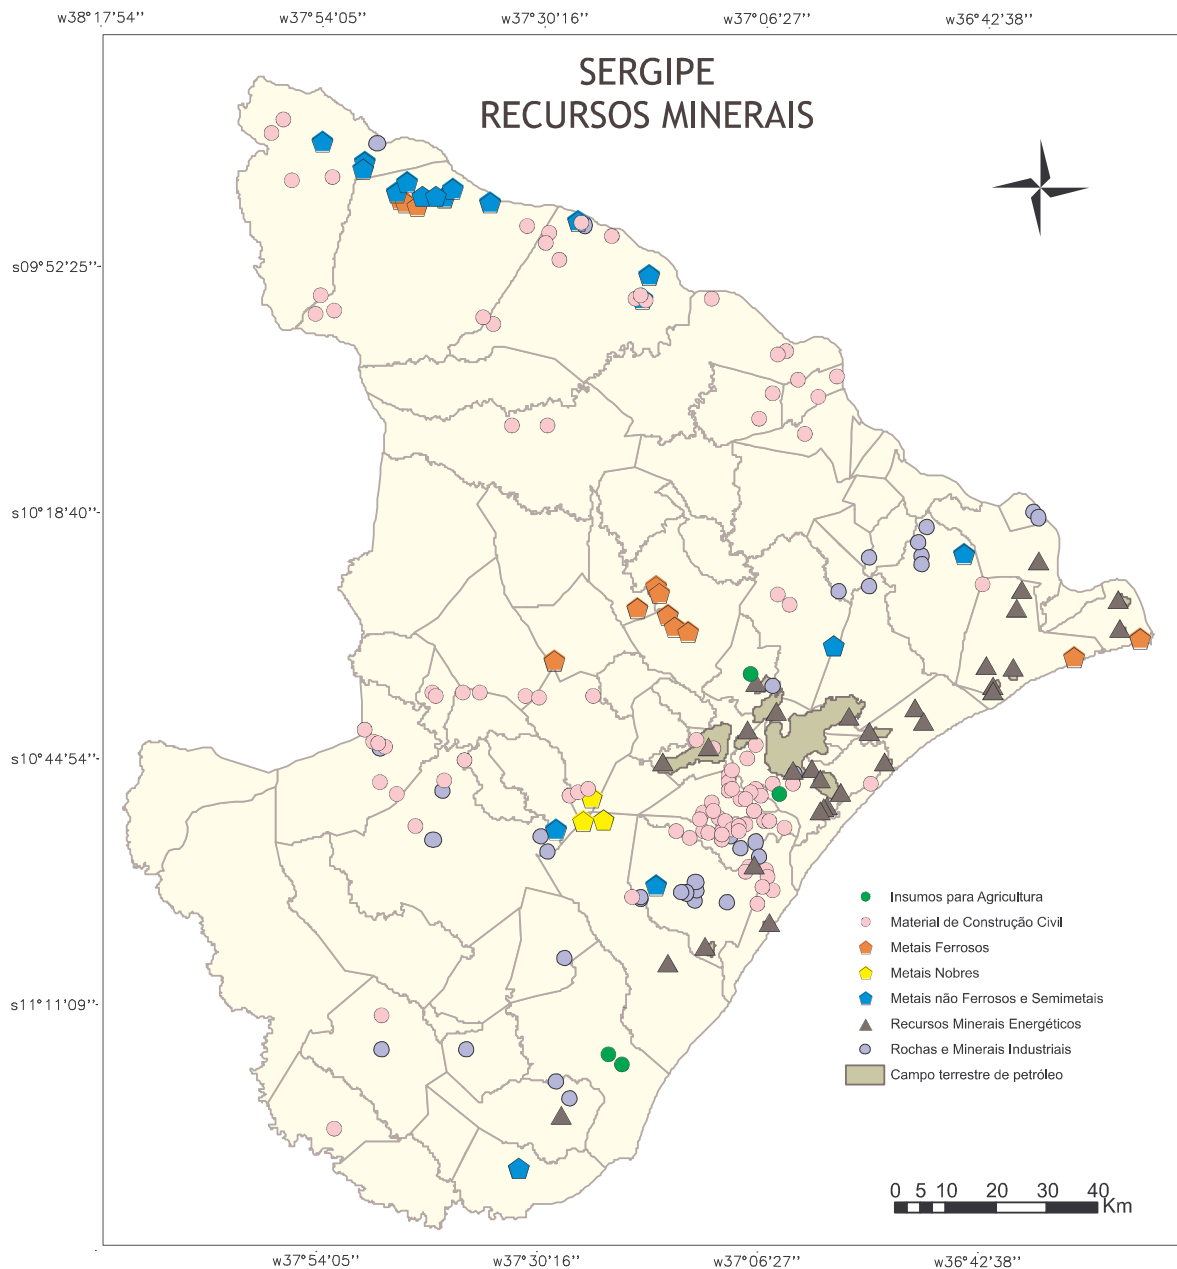 w38°17'54'' w37°54'05'' w37°30'16'' w37°06'27'' w36°42'38''
SERGIPE
RECURSOS MINERAIS
s09°52'25''
s10°18'40''
s10°44'54''
s11°11'09''
Insumos para Agricultura
Material de Construção Civil
Metais Ferrosos
Metais Nobres
Metais não Ferrosos e Semimetais
Recursos Minerais Energéticos
Rochas e Minerais Industriais
Campo terrestre de petróleo
0 5 10 20 30 40
Km
w37°54'05'' w37°30'16'' w37°06'27'' w36°42'38''